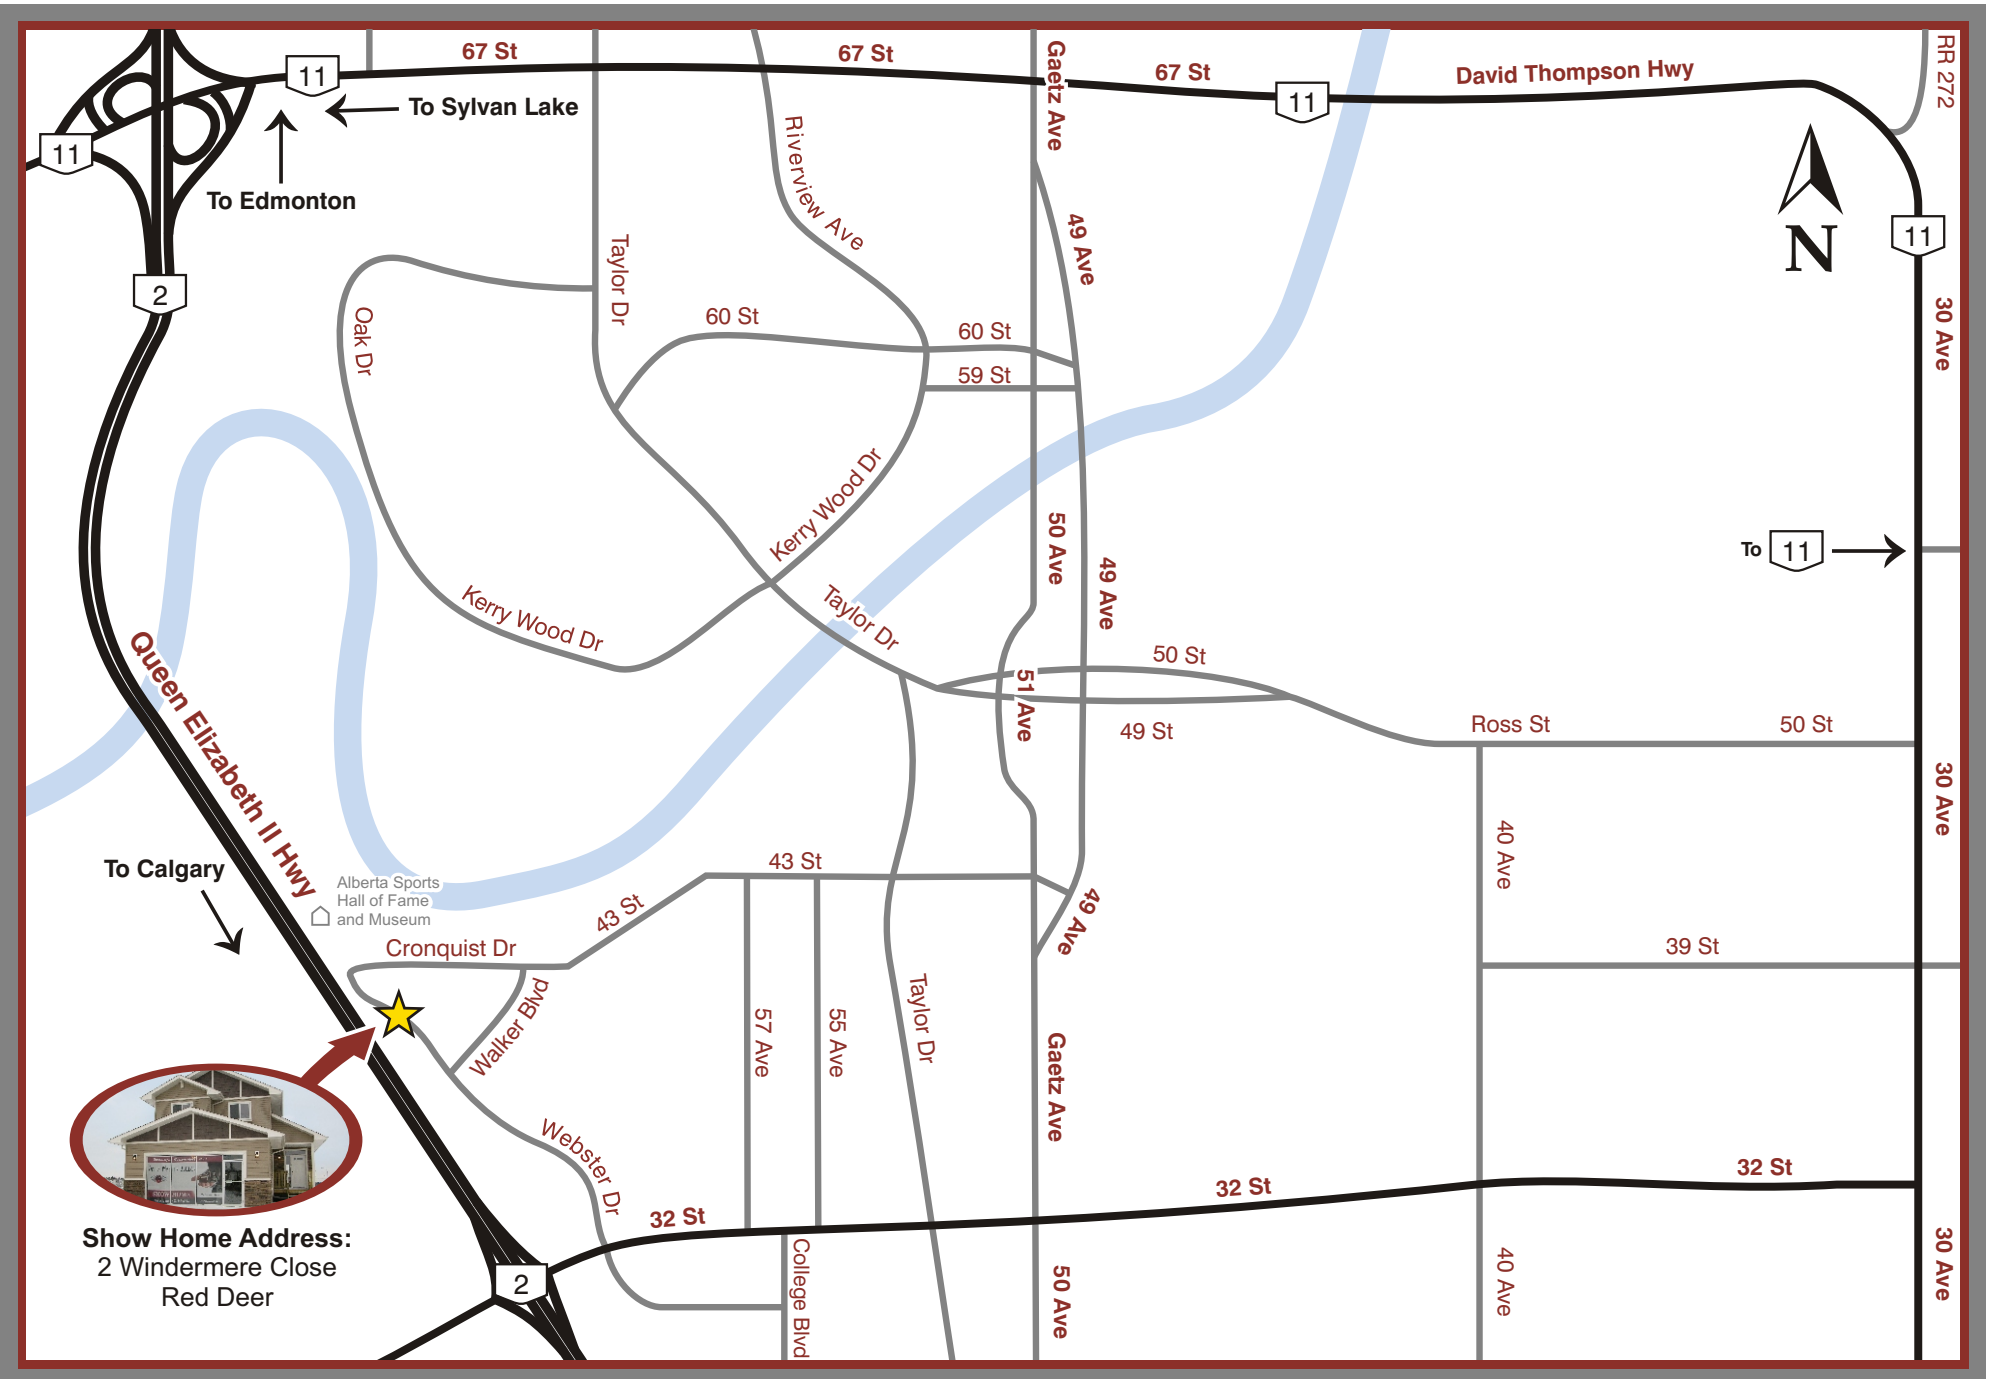 67 St
67 St
67 St
David Thompson Hwy
RR 272
11
11
11
11
To Sylvan Lake
To Edmonton
Gaetz Ave
Riverview Ave
49 Ave
N
2
Taylor Dr
Oak Dr
60 St
60 St
59 St
30 Ave
Kerry Wood Dr
Kerry Wood Dr
50 Ave
49 Ave
To 11
Taylor Dr
Queen Elizabeth II Hwy
50 St
51 Ave
49 St
Ross St
50 St
30 Ave
40 Ave
To Calgary
Alberta Sports
Hall of Fame
and Museum
43 St
43 St
49 Ave
Cronquist Dr
39 St
Walker Blvd
57 Ave
55 Ave
Taylor Dr
Gaetz Ave
Webster Dr
32 St
32 St
32 St
Show Home Address:
2 Windermere Close
Red Deer
2
College Blvd
50 Ave
40 Ave
30 Ave